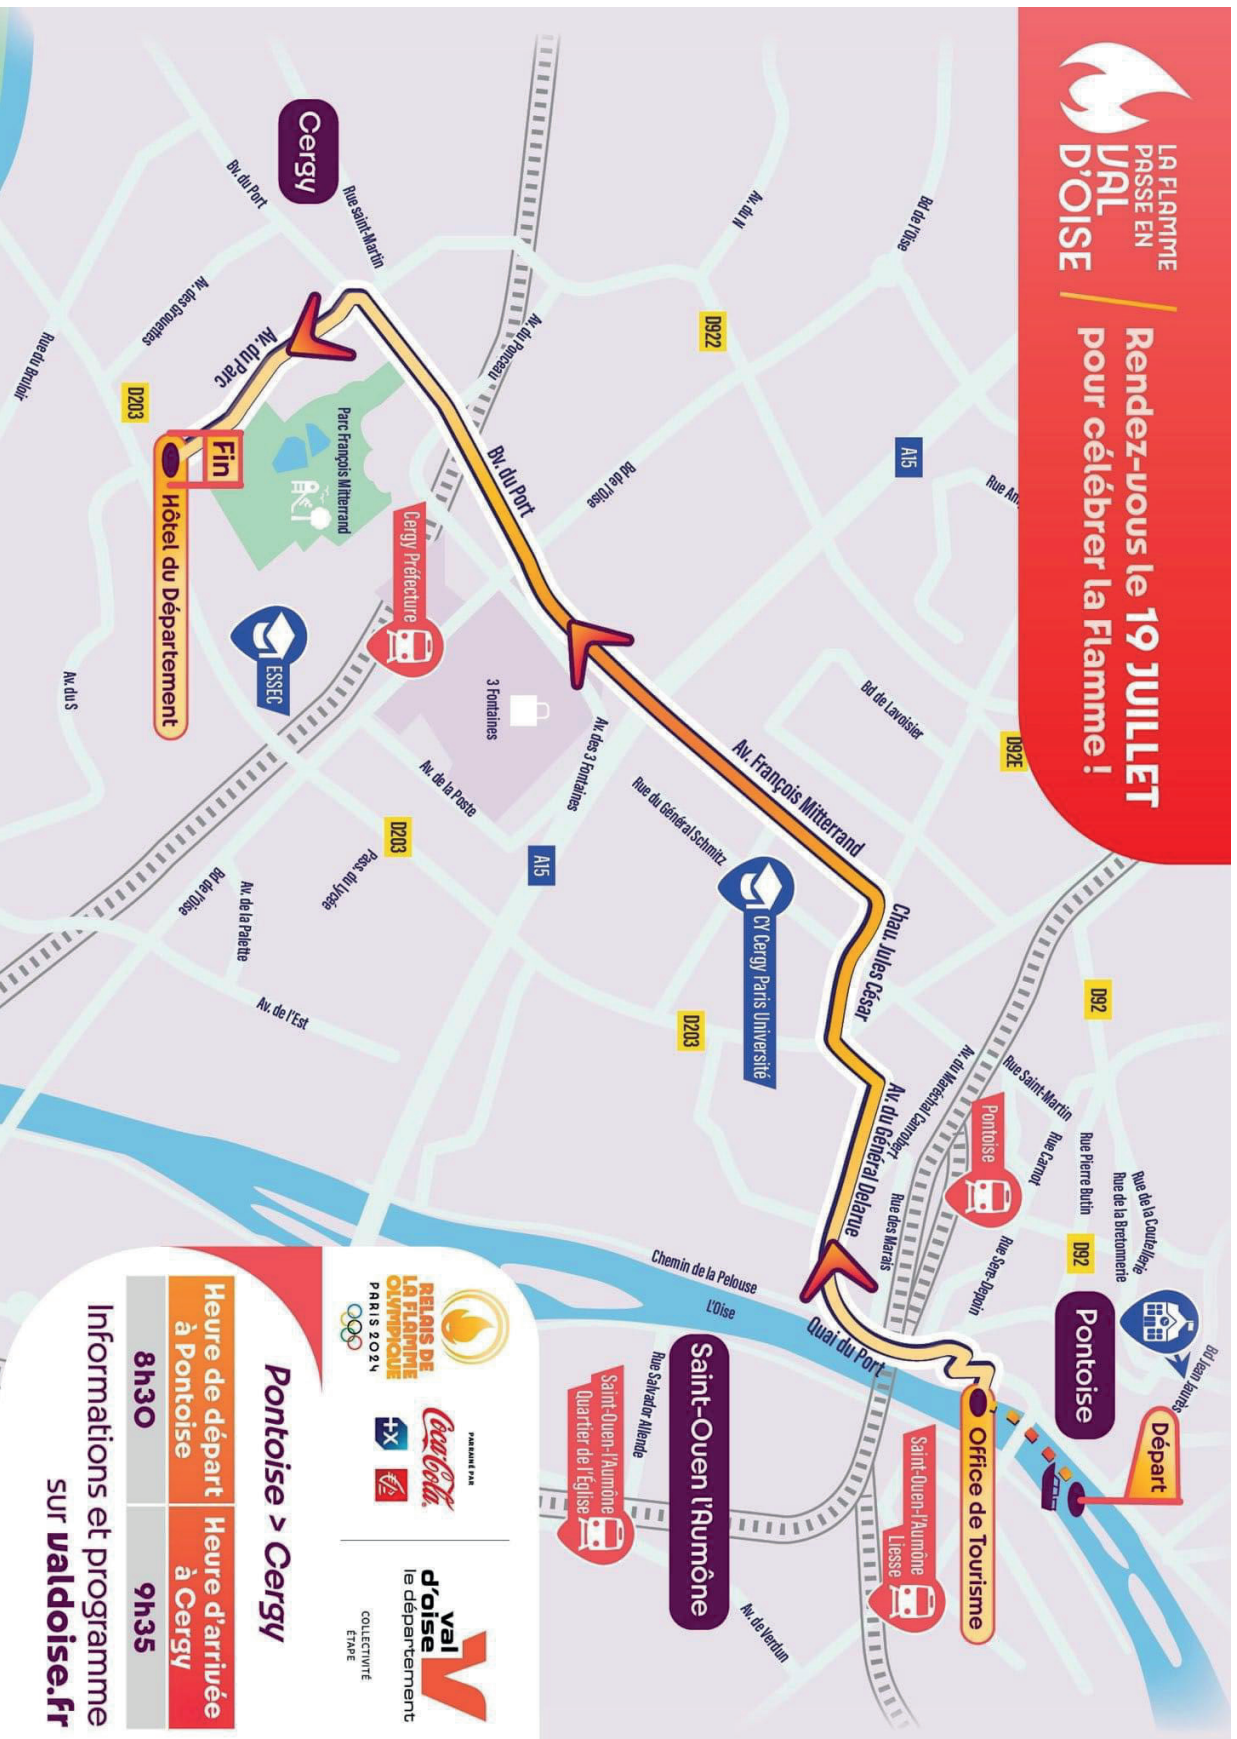 LA FLAMME
PASSE EN
VAL
D'OISE
Rendez-vous le 19 JUILLET
pour célébrer la Flamme !
Bd Jean Jaurès
Départ
Rue de la Coutellerie
Rue de la Bretonnerie
Pontoise
D92
Rue Pierre Butin
D92
Rue Carnot
Rue Saint-Martin
Pontoise
Rue Sere-Depoin
Office de Tourisme
D92E
Rue An
Av. du Maréchal Canrobert
Rue des Marais
Saint-Ouen-l'Aumône
Liesse
Bd de l'Oise
A15
Bd de Lavoisier
Chau. Jules César
Av. du Général Delarue
Quai du Port
Av. du N
D922
Av. François Mitterrand
CY Cergy Paris Université
Chemin de la Pelouse
L'Oise
Saint-Ouen l'Aumône
Av. de Verdun
Rue du Général Schmitz
D203
Rue Salvador Allende
Saint-Ouen-l'Aumône
Quartier de l'Église
Bd de l'Oise
Av. des 3 Fontaines
A15
Av. du Ponceau
Bv. du Port
3 Fontaines
Av. de la Poste
Cergy Préfecture
D203
Pass. du Lycée
Rue saint-Martin
Parc François Mitterrand
Cergy
Bv. du Port
Av. du Parc
Fin
ESSEC
Av. de l'Est
Av. de la Palette
Bd de l'Oise
Av. des Grouettes
Hôtel du Département
D203
Av. du S
Rue du Bruloir
RELAIS DE
LA FLAMME
OLYMPIQUE
PARIS 2024
PARRAINÉ PAR
Coca-Cola
val
d'oise
le département
COLLECTIVITÉ
ÉTAPE
Pontoise > Cergy
Heure de départ
à Pontoise
Heure d'arrivée
à Cergy
8h30
9h35
Informations et programme
sur valdoise.fr